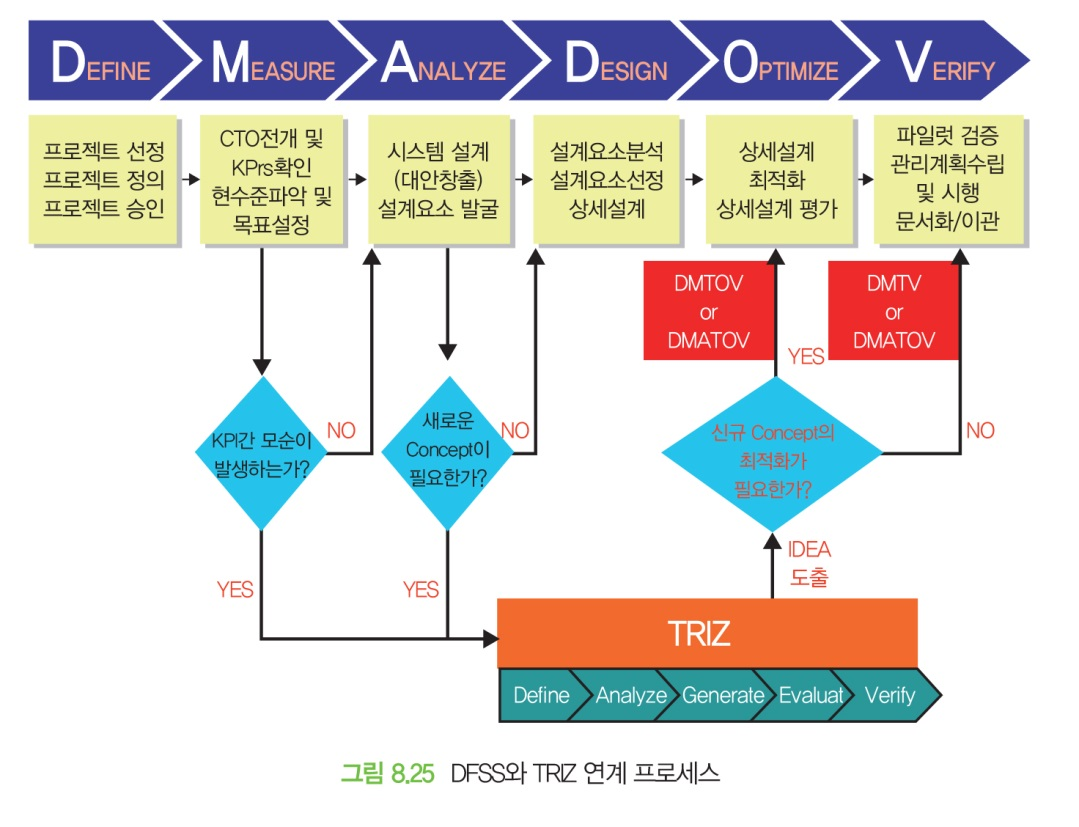 DEFINE
MEASURE
ANALYZE
DESIGN
OPTIMIZE
VERIFY
프로젝트 선정
프로젝트 정의
프로젝트 승인
CTO전개 및
KPrs확인
현수준파악 및
목표설정
시스템 설계
(대안창출)
설계요소 발굴
설계요소분석
설계요소선정
상세설계
상세설계
최적화
상세설계 평가
파일럿 검증
관리계획수립
및 시행
문서화/이관
DMTOV
or
DMATOV
DMTV
or
DMATOV
YES
KPI간 모순이
발생하는가?
NO
새로운
Concept이
필요한가?
NO
신규 Concept의
최적화가
필요한가?
NO
YES
YES
IDEA
도출
TRIZ
Define
Analyze
Generate
Evaluat
Verify
그림 8.25 DFSS와 TRIZ 연계 프로세스